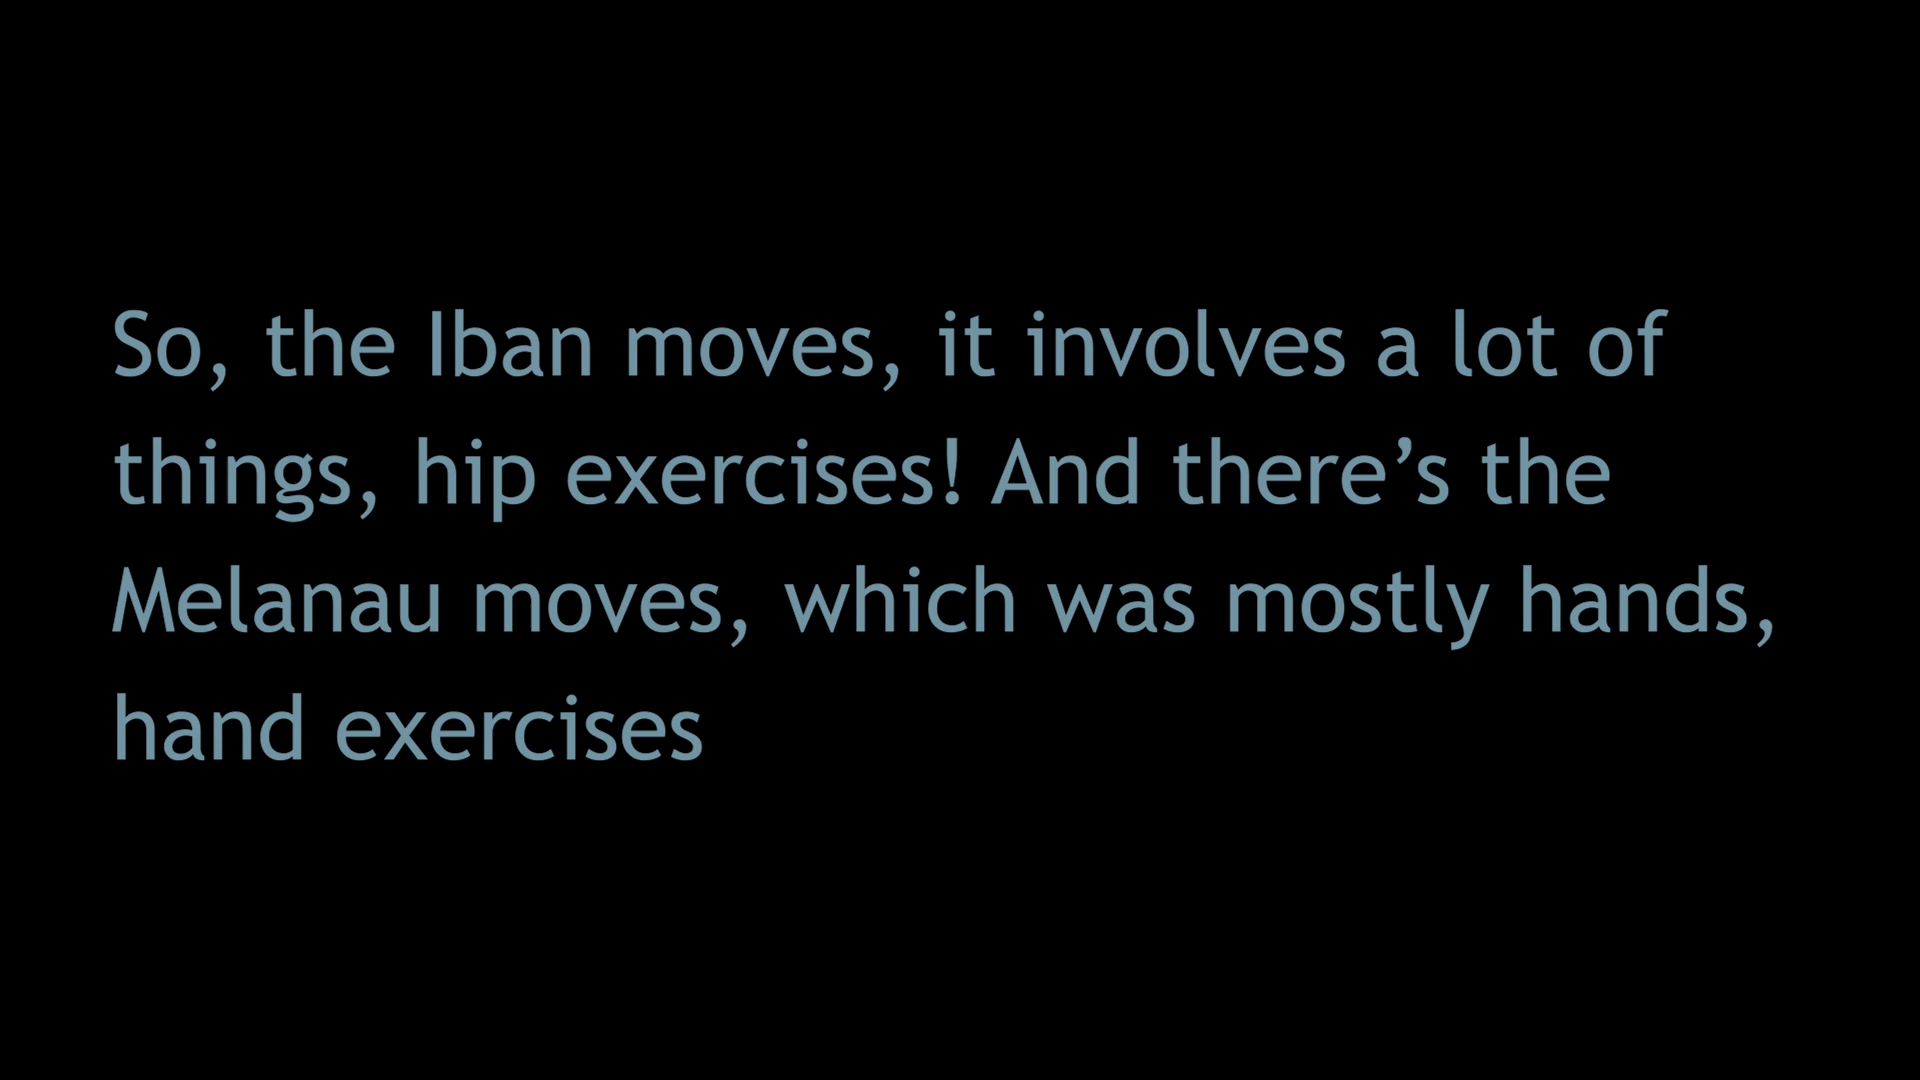 So, the Iban moves, it involves a lot of
things, hip exercises! And there’s the
Melanau moves, which was mostly hands,
hand exercises